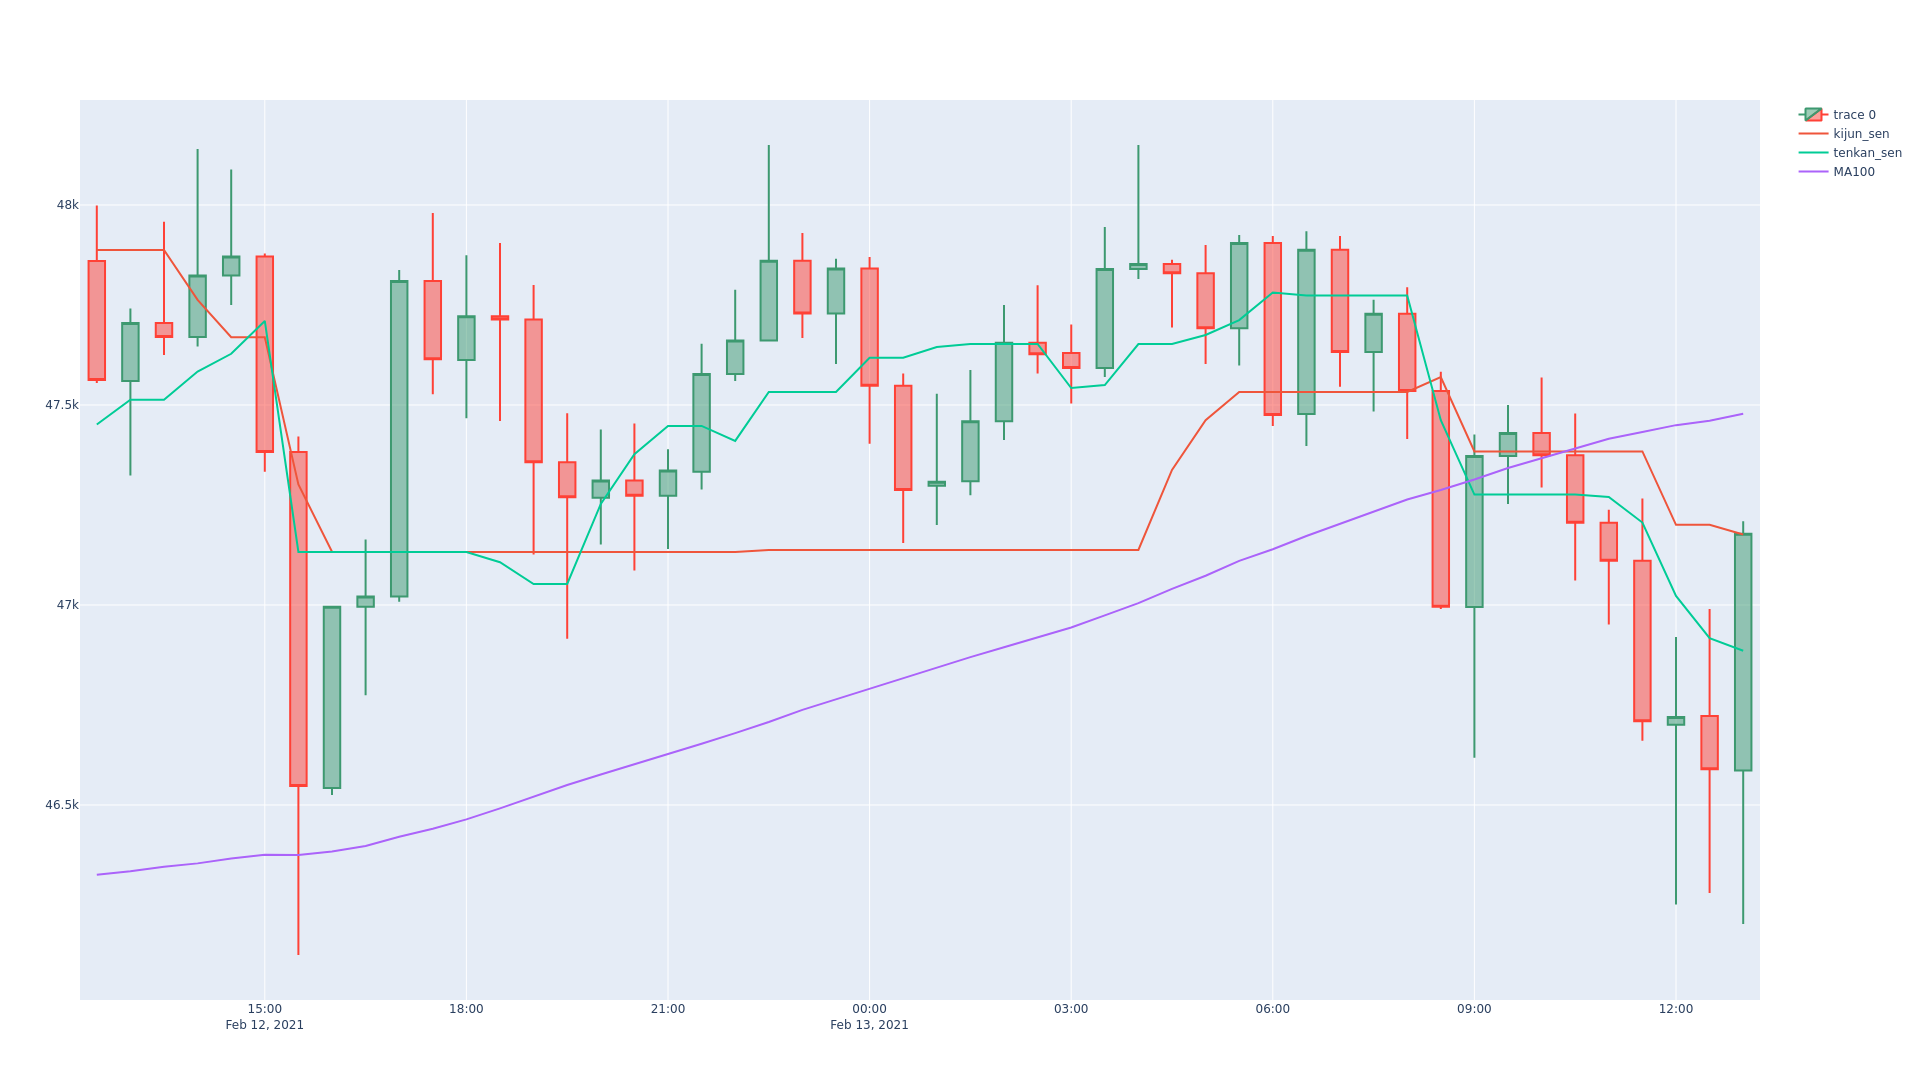 trace 0
kijun_sen
tenkan_sen
MA100
48k
47.5k
47k
46.5k
15:00 18:00 21:00 00:00 03:00 06:00 09:00 12:00
Feb 12, 2021 Feb 13, 2021